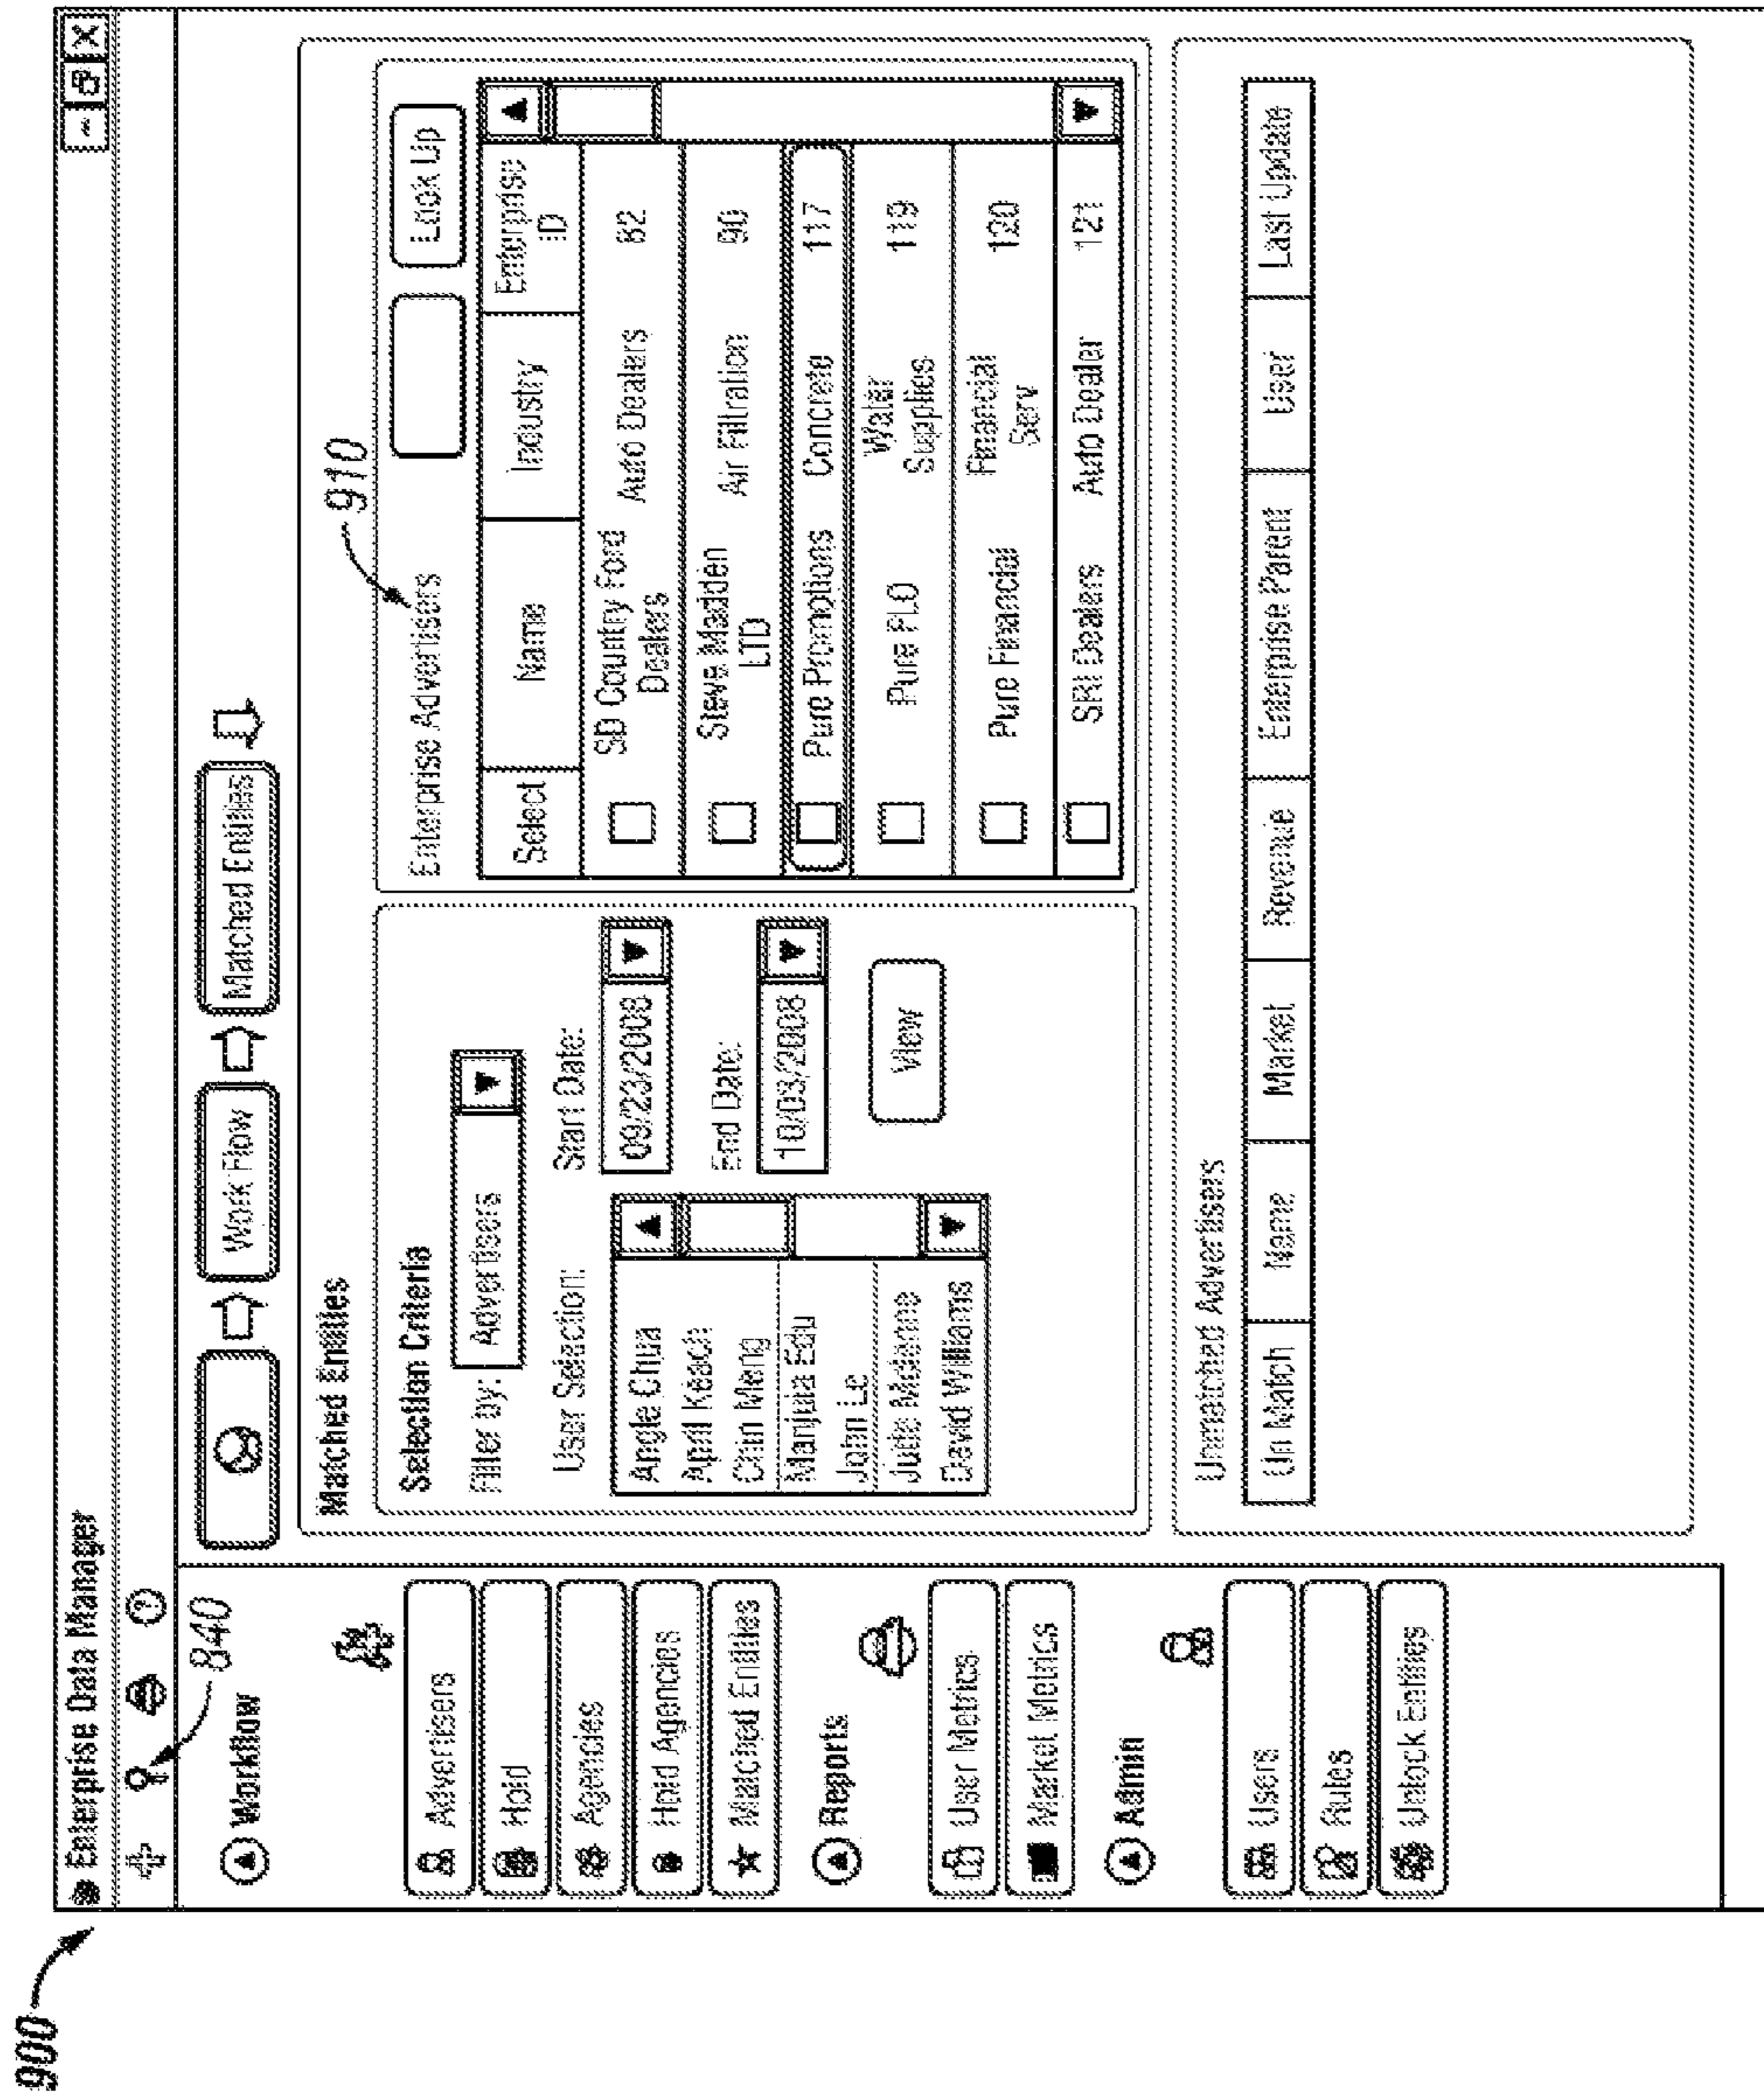 900
Enterprise Data Manager
840
Workflow
Advertisers
Hold
Agencies
Hold Agencies
Matched Entities
Reports
User Metrics
Market Metrics
Admin
Users
Rules
Unlock Entities
Work Flow
Matched Entities
Matched Entities
Selection Criteria
Filter by: Advertisers
User Selection:
Angle Chua
April Keach
Chin Meng
Manjula Edu
John Le
David Williams
Start Date:
09/23/2008
End Date:
10/03/2008
View
910
Enterprise Advertisers
Look Up
Select Name Industry Enterprise ID
SD Country Ford Dealers Auto Dealers 82
Steve Madden LTD Air Filtration 90
Pure Promotions Concrete 117
Pure FLO Water Supplies 119
Pure Financial Financial Serv 120
SRI Dealers Auto Dealer 121
Unmatched Advertisers
Un Match Name Market Revenue Enterprise Parent User Last Update